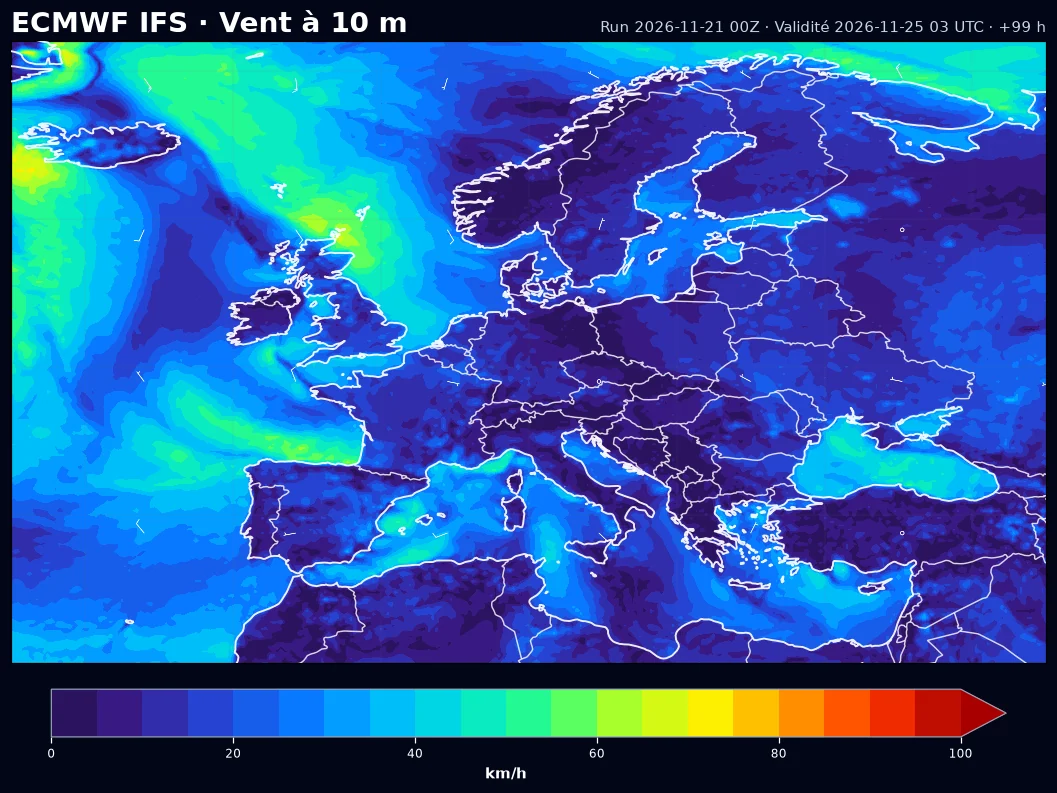 ECMWF IFS · Vent à 10 m
Run 2026-11-21 00Z · Validité 2026-11-25 03 UTC · +99 h
0 20 40 60 80 100
km/h